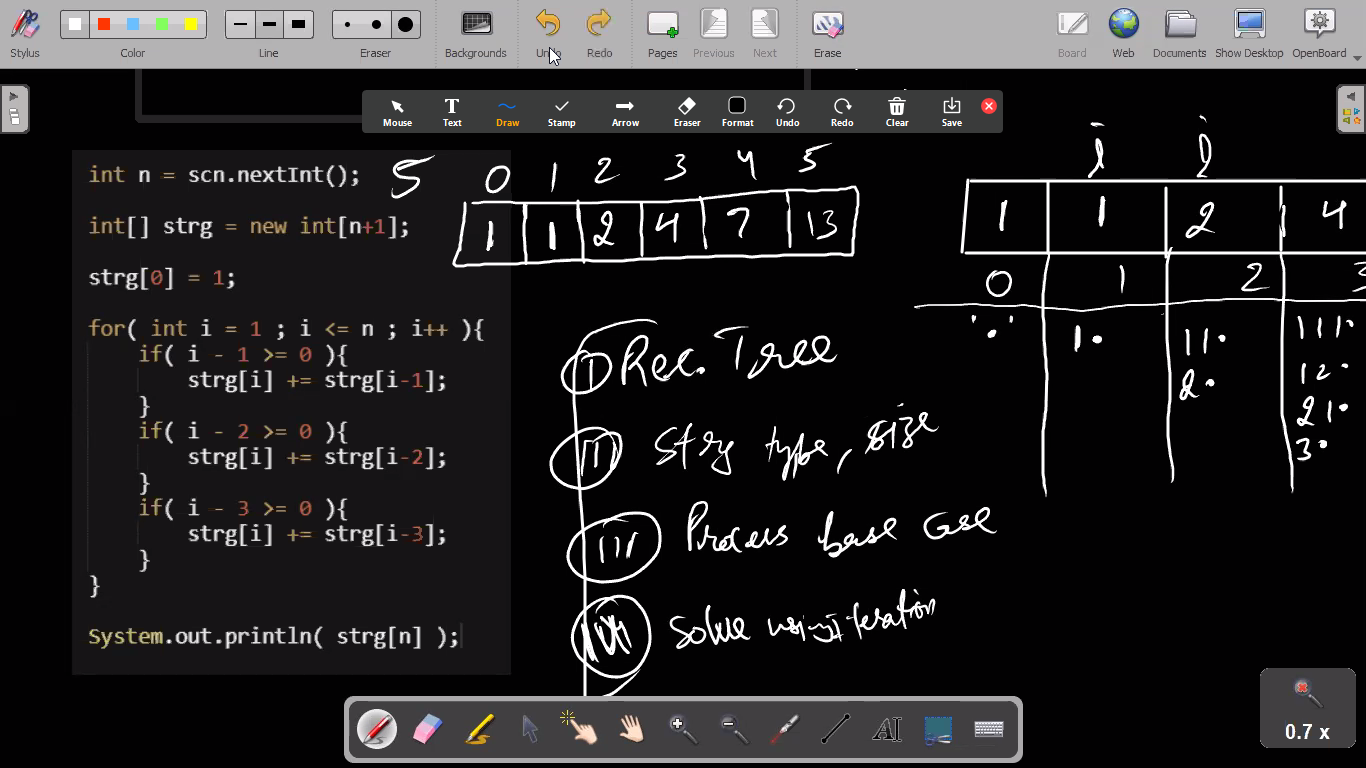 Stylus
Color
Line
Eraser
Backgrounds
Undo
Redo
Pages
Previous
Next
Erase
Board
Web
Documents
Show Desktop
OpenBoard
Mouse
Text
Draw
Stamp
Arrow
Eraser
Format
Undo
Redo
Clear
Save
int n = scn.nextInt(); 5
int[] strg = new int[n+1];
strg[0] = 1;
for( int i = 1 ; i <= n ; i++ ){
if( i - 1 >= 0 ){
strg[i] += strg[i-1];
}
if( i - 2 >= 0 ){
strg[i] += strg[i-2];
}
if( i - 3 >= 0 ){
strg[i] += strg[i-3];
}
}
System.out.println( strg[n] );
0 1 2 3 4 5
1 1 2 4 7 13
I Rec. Tree
II Strg type, size
III Process base case
IV Solve using iteration
i i
1 1 2 4
0 1 2 3
"." 1. 11. 111.
2. 12.
21.
3.
AI
0.7 x